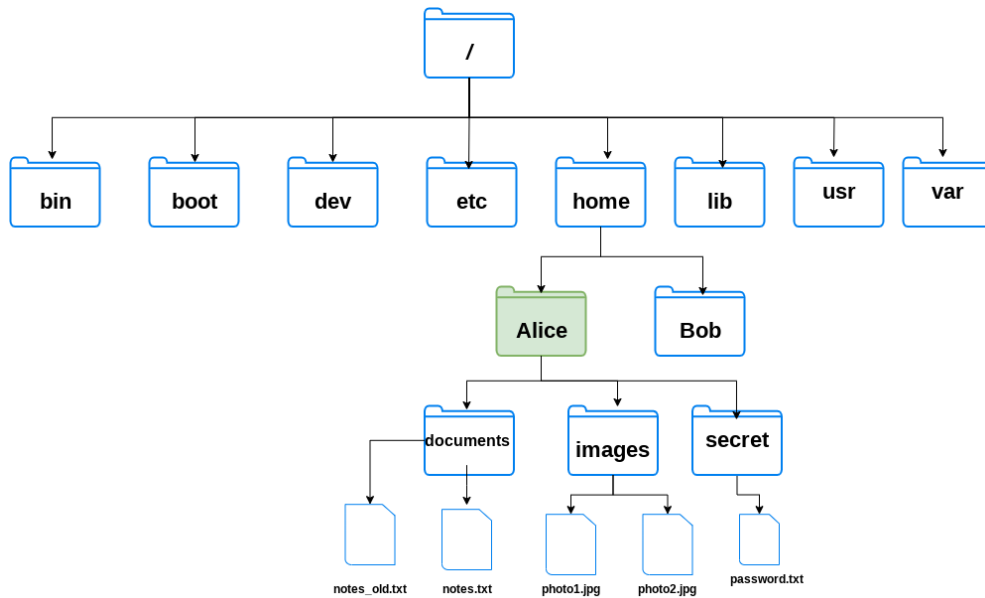 /
bin
boot
dev
etc
home
lib
usr
var
Alice
Bob
documents
images
secret
notes_old.txt
notes.txt
photo1.jpg
photo2.jpg
password.txt